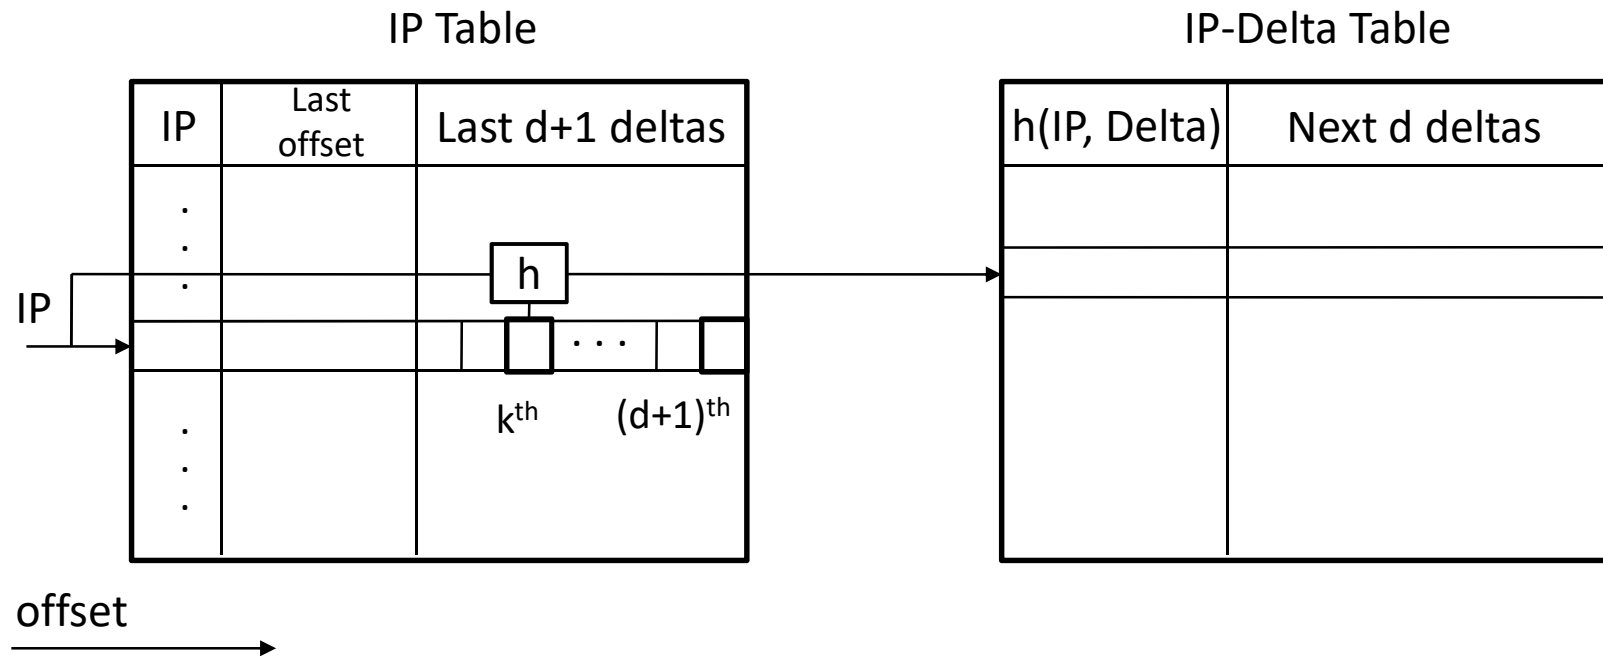 IP Table
IP-Delta Table
IP
Last
offset
Last d+1 deltas
h(IP, Delta)
Next d deltas
.
.
.
h
IP
. . .
kth
(d+1)th
.
.
.
offset